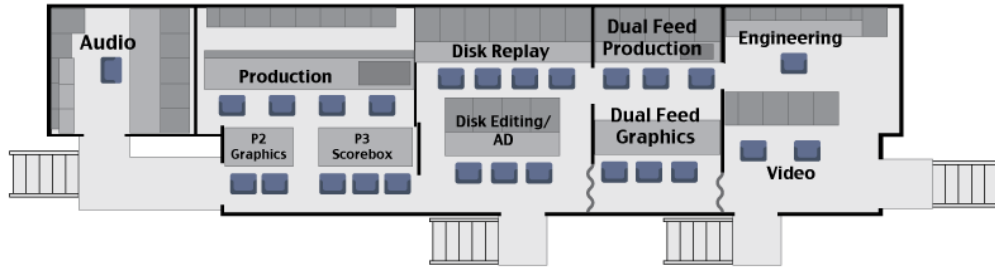 Audio
Production
P2
Graphics
P3
Scorebox
Disk Replay
Disk Editing/
AD
Dual Feed
Production
Dual Feed
Graphics
Engineering
Video